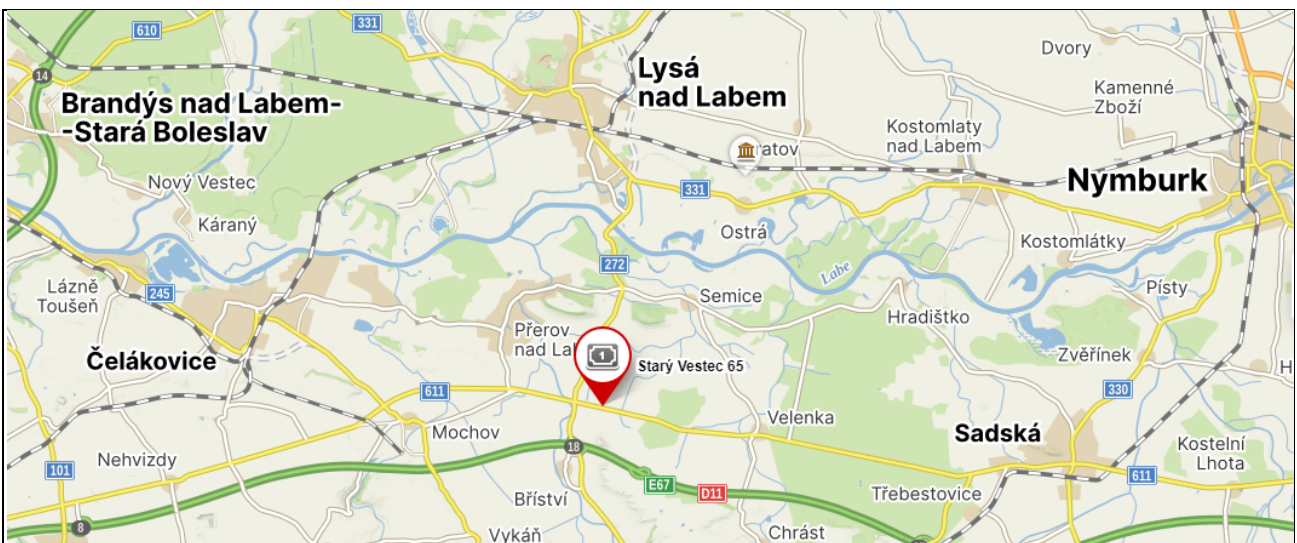 610
331
Dvory
Lysá
nad Labem
14
Kamenné
Zboží
Brandýs nad Labem-
-Stará Boleslav
Kostomlaty
nad Labem
ratov
Nový Vestec
331
Nymburk
Káraný
Ostrá
Kostomlátky
272
Labe
Lázně
Toušeň
245
Semice
Písty
Hradištko
Přerov
nad La
1
Čelákovice
Starý Vestec 65
Zvěřínek
H
611
330
Velenka
Mochov
Sadská
18
Kostelní
Lhota
Nehvizdy
101
E67
D11
611
Bříství
Třebestovice
8
Vykáň
Chrást